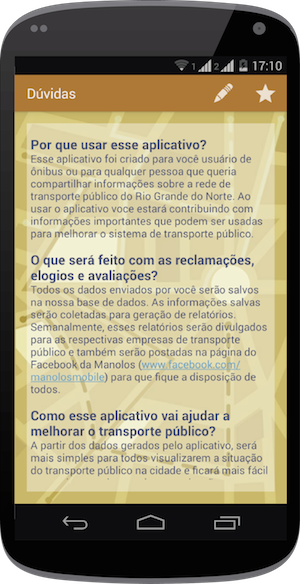 1 2 17:10
Dúvidas
Por que usar esse aplicativo?
Esse aplicativo foi criado para você usuário de
ônibus ou para qualquer pessoa que queria
compartilhar informações sobre a rede de
transporte público do Rio Grande do Norte. Ao
usar o aplicativo voce estará contribuindo com
informações importantes que podem ser usadas
para melhorar o sistema de transporte público.
O que será feito com as reclamações,
elogios e avaliações?
Todos os dados enviados por você serão salvos
na nossa base de dados. As informações salvas
serão coletadas para geração de relatórios.
Semanalmente, esses relatórios serão divulgados
para as respectivas empresas de transporte
público e também serão postadas na página do
Facebook da Manolos (www.facebook.com/
manolosmobile) para que fique a disposição de
todos.
Como esse aplicativo vai ajudar a
melhorar o transporte público?
A partir dos dados gerados pelo aplicativo, será
mais simples para todos visualizarem a situação
do transporte público na cidade e ficará mais fácil